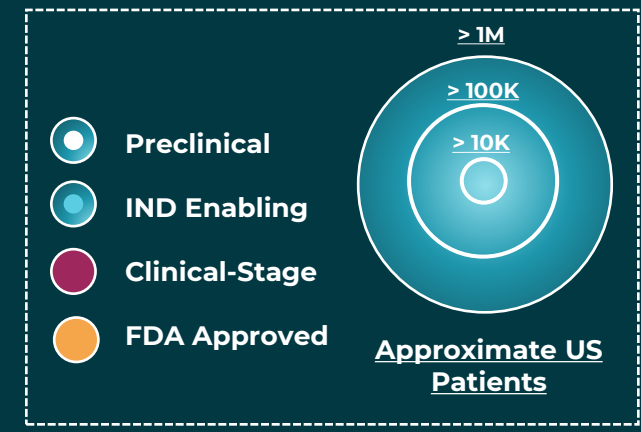 Preclinical
IND Enabling
Clinical-Stage
FDA Approved
> 1M
> 100K
> 10K
Approximate US
Patients